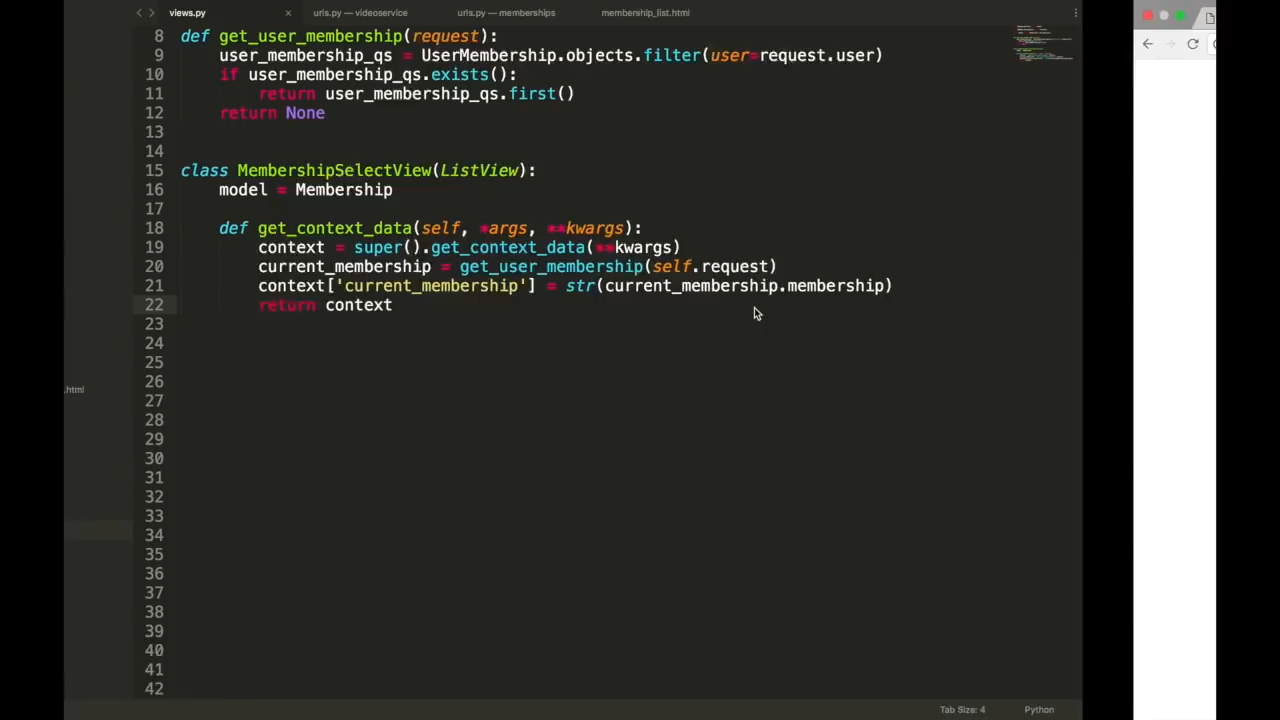 views.py × urls.py — videoservice urls.py — memberships membership_list.html
8 def get_user_membership(request):
9 user_membership_qs = UserMembership.objects.filter(user=request.user)
10 if user_membership_qs.exists():
11 return user_membership_qs.first()
12 return None
13
14
15 class MembershipSelectView(ListView):
16 model = Membership
17
18 def get_context_data(self, *args, **kwargs):
19 context = super().get_context_data(**kwargs)
20 current_membership = get_user_membership(self.request)
21 context['current_membership'] = str(current_membership.membership)
22 return context
23
24
25
26
.html
27
28
29
30
31
32
33
34
35
36
37
38
39
40
41
42
Tab Size: 4 Python